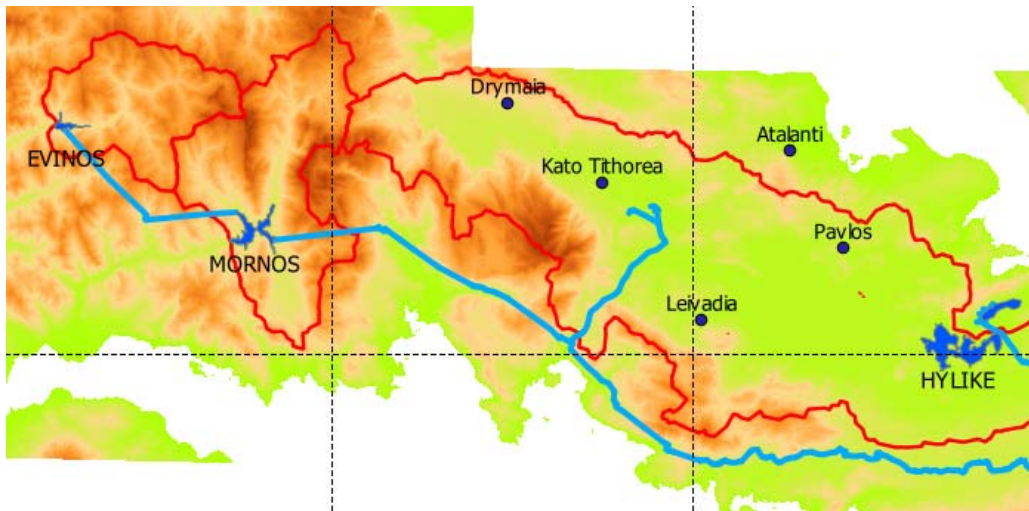 Drymaia
Atalanti
EVINOS
Kato Tithorea
Pavlos
MORNOS
Leivadia
HYLIKE